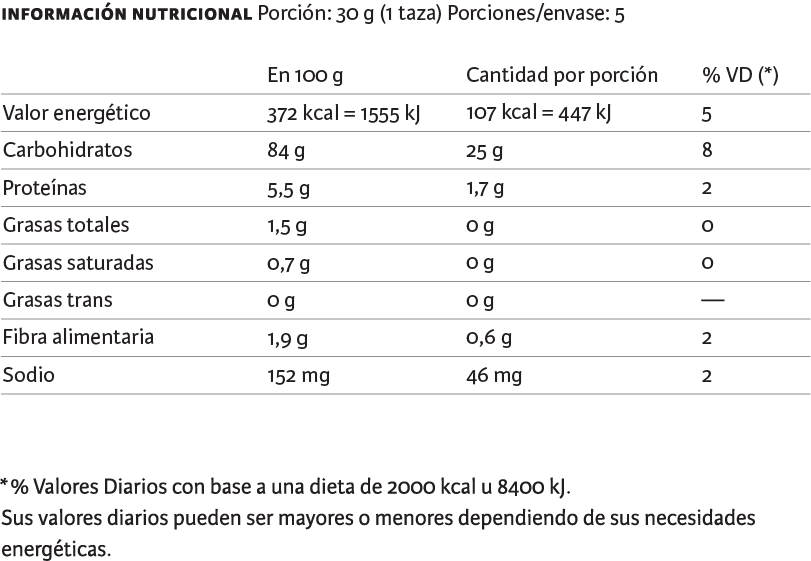 INFORMACIÓN NUTRICIONAL Porción: 30 g (1 taza) Porciones/envase: 5
En 100 g Cantidad por porción % VD (*)
Valor energético 372 kcal = 1555 kJ 107 kcal = 447 kJ 5
Carbohidratos 84 g 25 g 8
Proteínas 5,5 g 1,7 g 2
Grasas totales 1,5 g 0 g 0
Grasas saturadas 0,7 g 0 g 0
Grasas trans 0 g 0 g —
Fibra alimentaria 1,9 g 0,6 g 2
Sodio 152 mg 46 mg 2
*% Valores Diarios con base a una dieta de 2000 kcal u 8400 kJ.
Sus valores diarios pueden ser mayores o menores dependiendo de sus necesidades
energéticas.